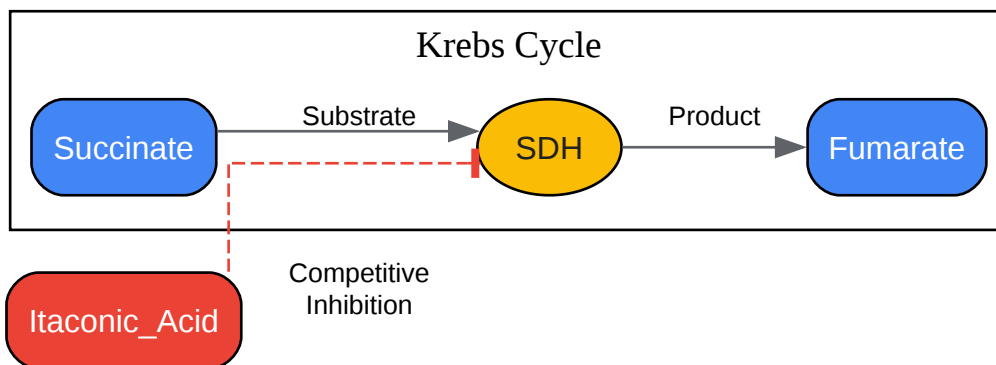 Krebs Cycle
Succinate
Substrate
SDH
Product
Fumarate
Competitive
Inhibition
Itaconic_Acid